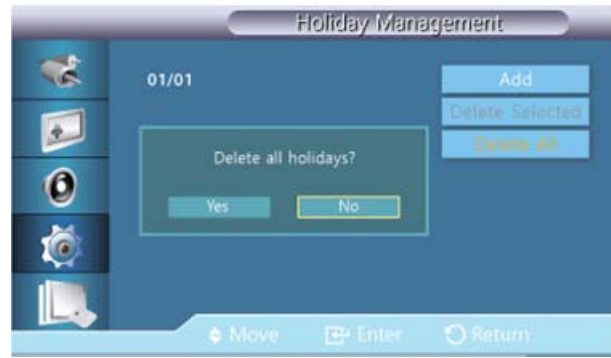 Holiday Management
01/01
Add
Delete Selected
Delete All
Delete all holidays?
Yes No
Move Enter Return